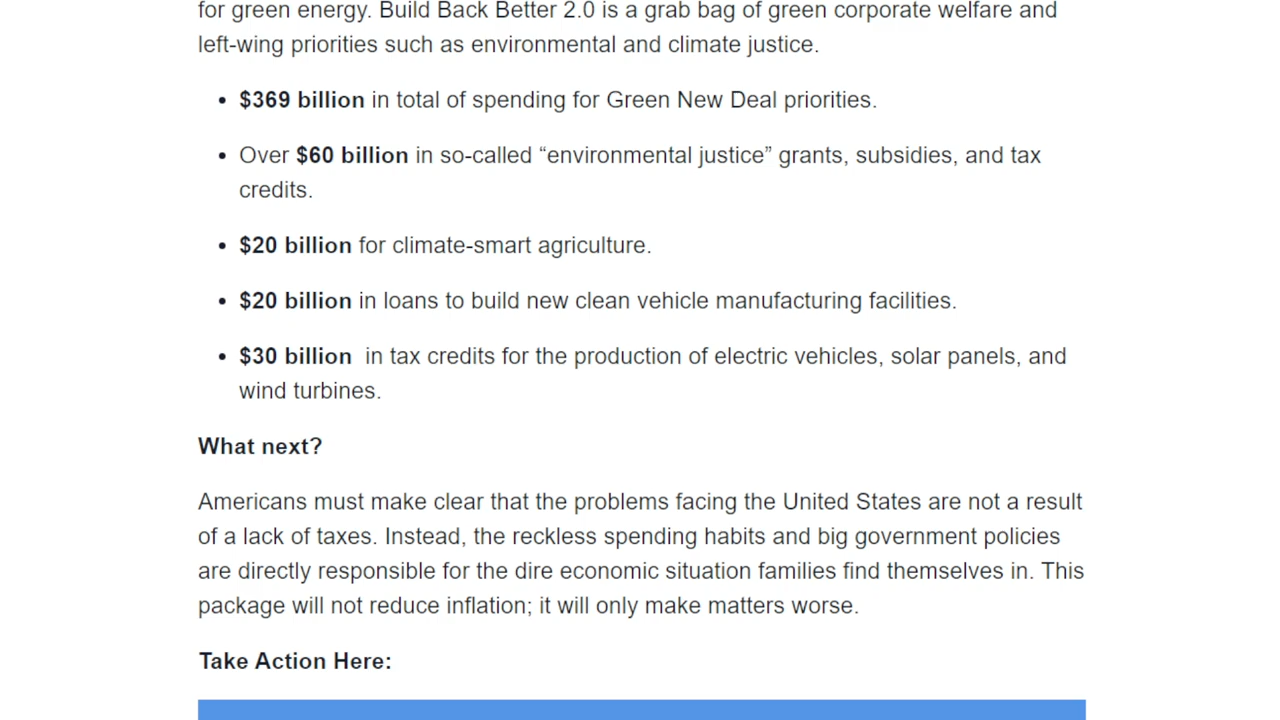 for green energy. Build Back Better 2.0 is a grab bag of green corporate welfare and
left-wing priorities such as environmental and climate justice.
• $369 billion in total of spending for Green New Deal priorities.
• Over $60 billion in so-called “environmental justice” grants, subsidies, and tax
credits.
• $20 billion for climate-smart agriculture.
• $20 billion in loans to build new clean vehicle manufacturing facilities.
• $30 billion  in tax credits for the production of electric vehicles, solar panels, and
wind turbines.
What next?
Americans must make clear that the problems facing the United States are not a result
of a lack of taxes. Instead, the reckless spending habits and big government policies
are directly responsible for the dire economic situation families find themselves in. This
package will not reduce inflation; it will only make matters worse.
Take Action Here: